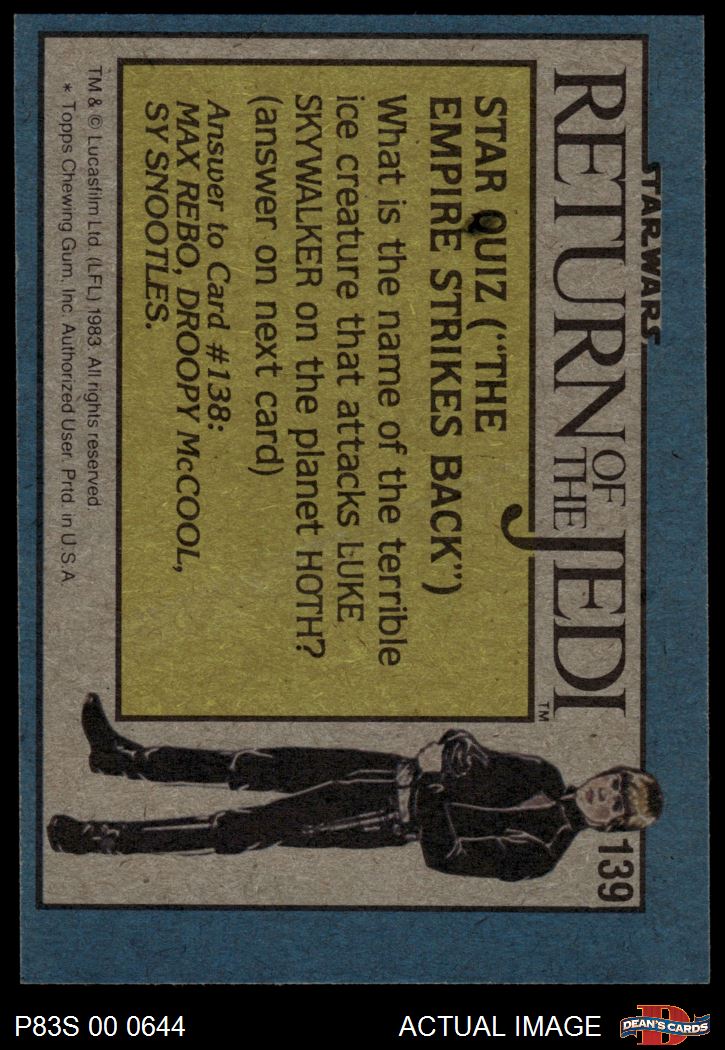 STAR WARS
RETURN OF THE JEDI TM
139
STAR QUIZ ("THE
EMPIRE STRIKES BACK")
What is the name of the terrible
ice creature that attacks LUKE
SKYWALKER on the planet HOTH?
(answer on next card)
Answer to Card #138:
MAX REBO, DROOPY McCOOL,
SY SNOOTLES.
TM & © Lucasfilm Ltd. (LFL) 1983. All rights reserved.
* Topps Chewing Gum, Inc. Authorized User. Prtd. in U.S.A.
P83S 00 0644
ACTUAL IMAGE
D
DEAN'S CARDS